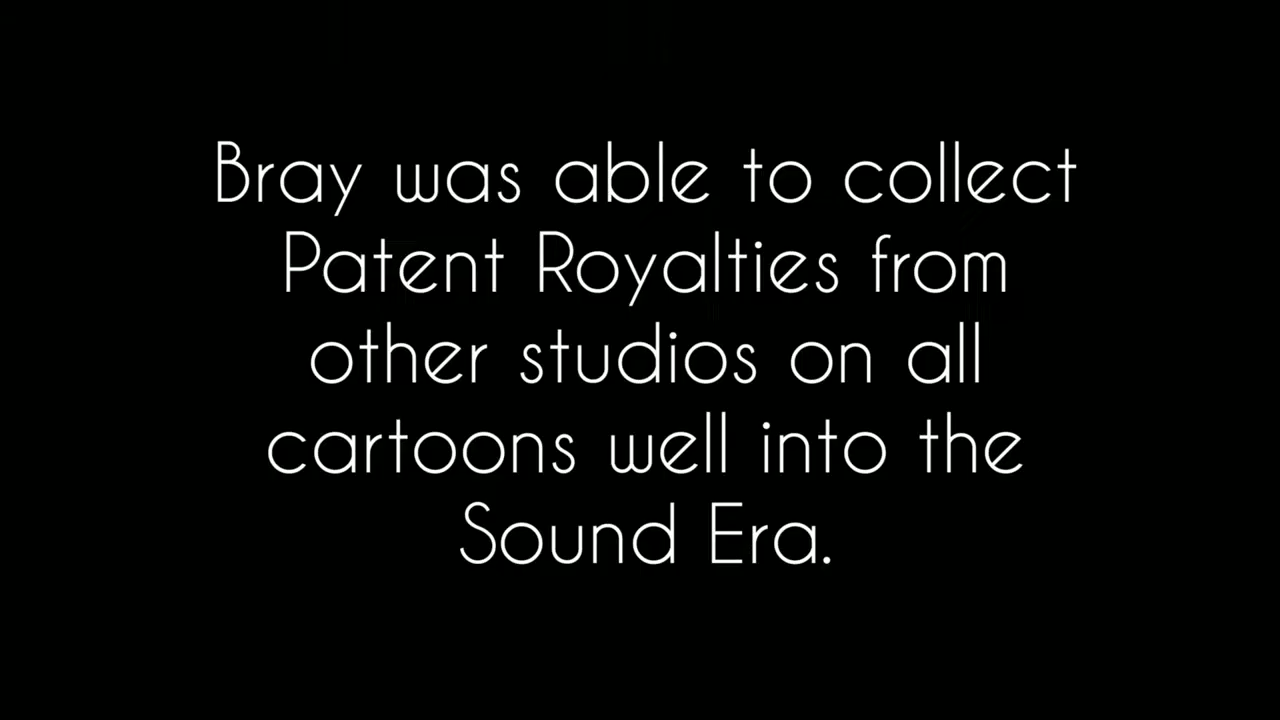 Bray was able to collect
Patent Royalties from
other studios on all
cartoons well into the
Sound Era.